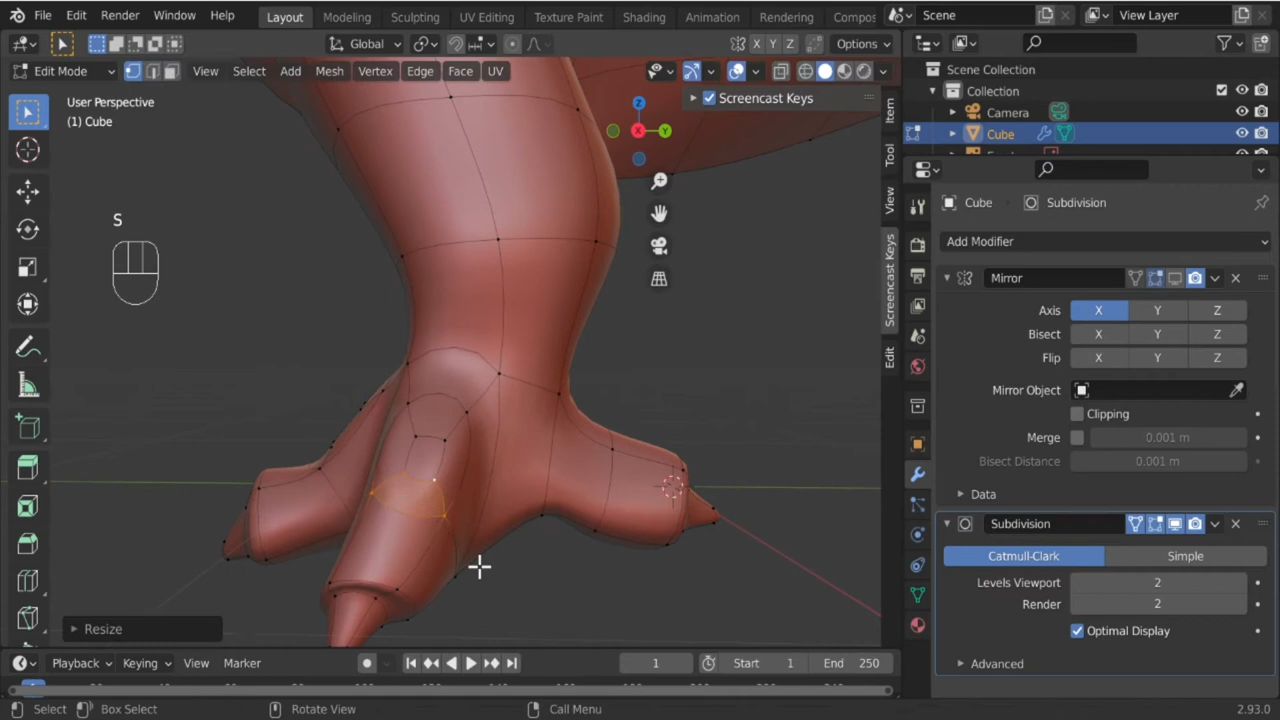 File Edit Render Window Help Layout Modeling Sculpting UV Editing Texture Paint Shading Animation Rendering Compos Scene View Layer
Global X Y Z Options
Edit Mode View Select Add Mesh Vertex Edge Face UV
Scene Collection
Collection
Camera
Cube
User Perspective
(1) Cube
Screencast Keys
Z
Y
X
S
Item
Tool
View
Screencast Keys
Edit
Cube Subdivision
Add Modifier
Mirror
Axis X Y Z
Bisect X Y Z
Flip X Y Z
Mirror Object
Clipping
Merge 0.001 m
Bisect Distance 0.001 m
Data
Subdivision
Catmull-Clark Simple
Levels Viewport 2
Render 2
Optimal Display
Advanced
Resize
Playback Keying View Marker 1 Start 1 End 250
Select Box Select Rotate View Call Menu 2.93.0